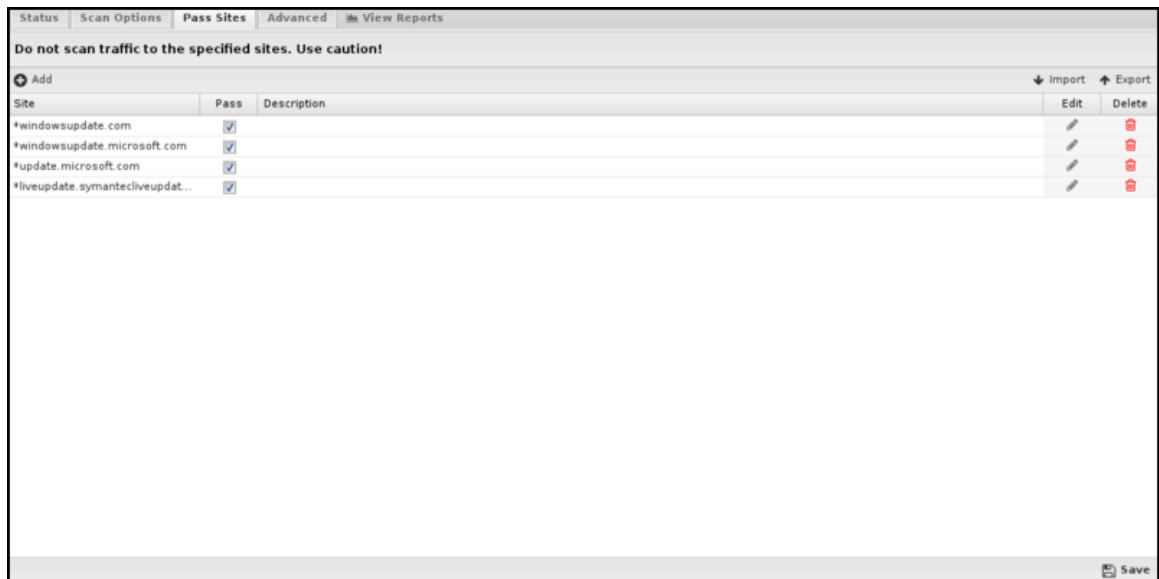 Status Scan Options Pass Sites Advanced View Reports
Do not scan traffic to the specified sites. Use caution!
Add Import Export
Site Pass Description Edit Delete
*windowsupdate.com
*windowsupdate.microsoft.com
*update.microsoft.com
*liveupdate.symantecliveupdat...
Save